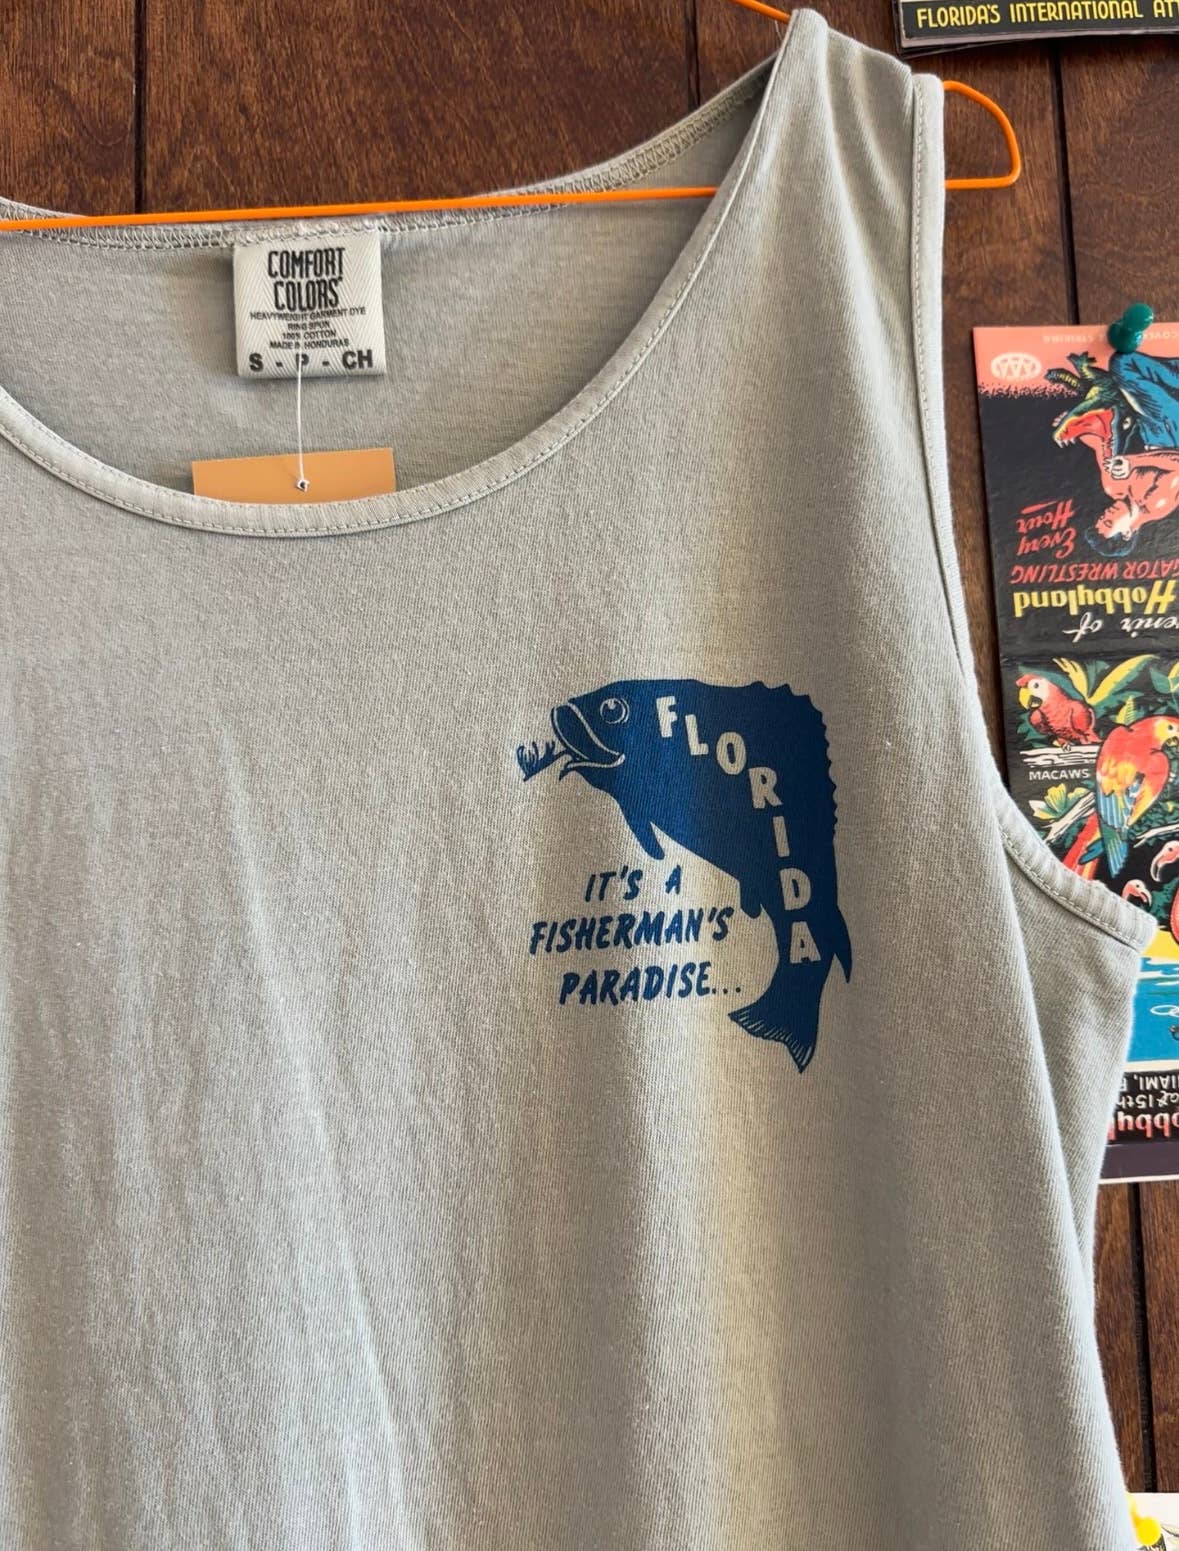 FLORIDA'S INTERNATIONAL AT
COMFORT
COLORS
HEAVYWEIGHT GARMENT DYE
RING SPUN
100% COTTON
MADE IN HONDURAS
S - P - CH
FLORIDA
IT'S A
FISHERMAN'S
PARADISE...
Every
Hour
GATOR WRESTLING
Hobbyland
MACAWS